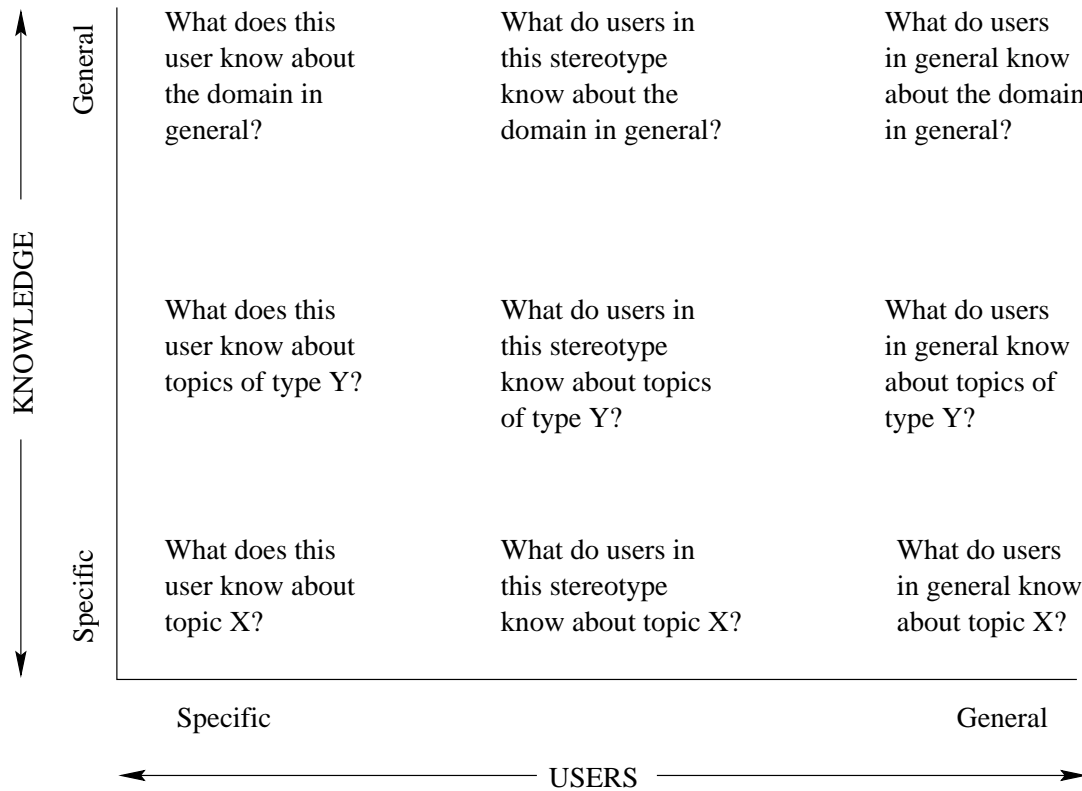 General
What does this
user know about
the domain in
general?
What do users in
this stereotype
know about the
domain in general?
What do users
in general know
about the domain
in general?
KNOWLEDGE
What does this
user know about
topics of type Y?
What do users in
this stereotype
know about topics
of type Y?
What do users
in general know
about topics of
type Y?
Specific
What does this
user know about
topic X?
What do users in
this stereotype
know about topic X?
What do users
in general know
about topic X?
Specific
General
USERS